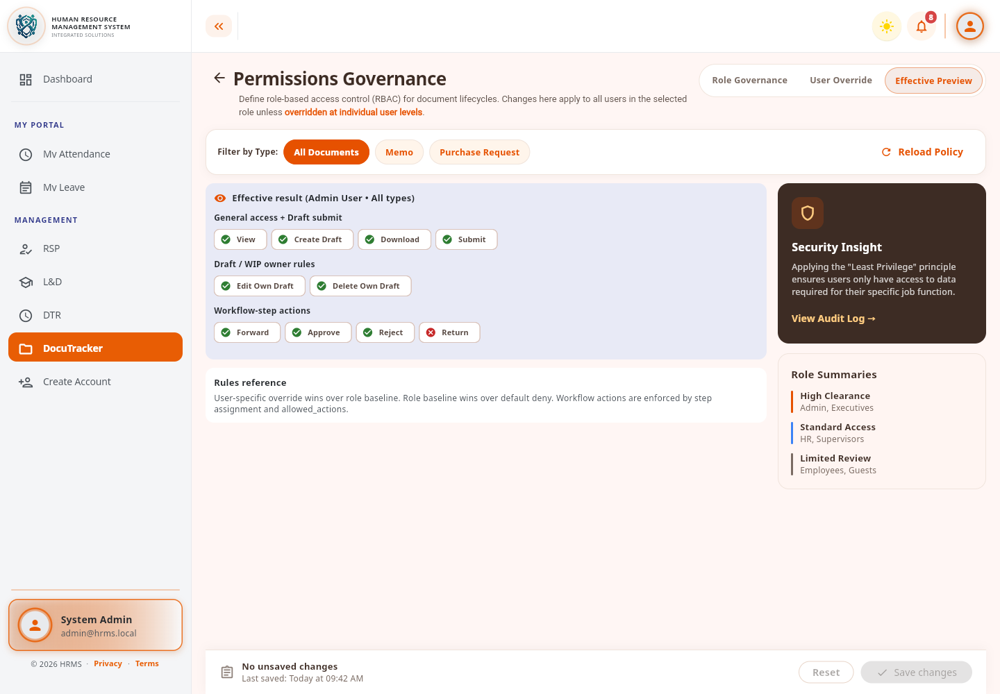 HUMAN RESOURCE
MANAGEMENT SYSTEM
INTEGRATED SOLUTIONS
8
Dashboard
MY PORTAL
My Attendance
My Leave
MANAGEMENT
RSP
L&D
DTR
DocuTracker
Create Account
System Admin
admin@hrms.local
© 2026 HRMS · Privacy · Terms
Permissions Governance
Define role-based access control (RBAC) for document lifecycles. Changes here apply to all users in the selected
role unless overridden at individual user levels.
Role Governance
User Override
Effective Preview
Filter by Type:
All Documents
Memo
Purchase Request
Reload Policy
Effective result (Admin User • All types)
General access + Draft submit
View
Create Draft
Download
Submit
Draft / WIP owner rules
Edit Own Draft
Delete Own Draft
Workflow-step actions
Forward
Approve
Reject
Return
Rules reference
User-specific override wins over role baseline. Role baseline wins over default deny. Workflow actions are enforced by step
assignment and allowed_actions.
Security Insight
Applying the "Least Privilege" principle
ensures users only have access to data
required for their specific job function.
View Audit Log →
Role Summaries
High Clearance
Admin, Executives
Standard Access
HR, Supervisors
Limited Review
Employees, Guests
No unsaved changes
Last saved: Today at 09:42 AM
Reset
Save changes